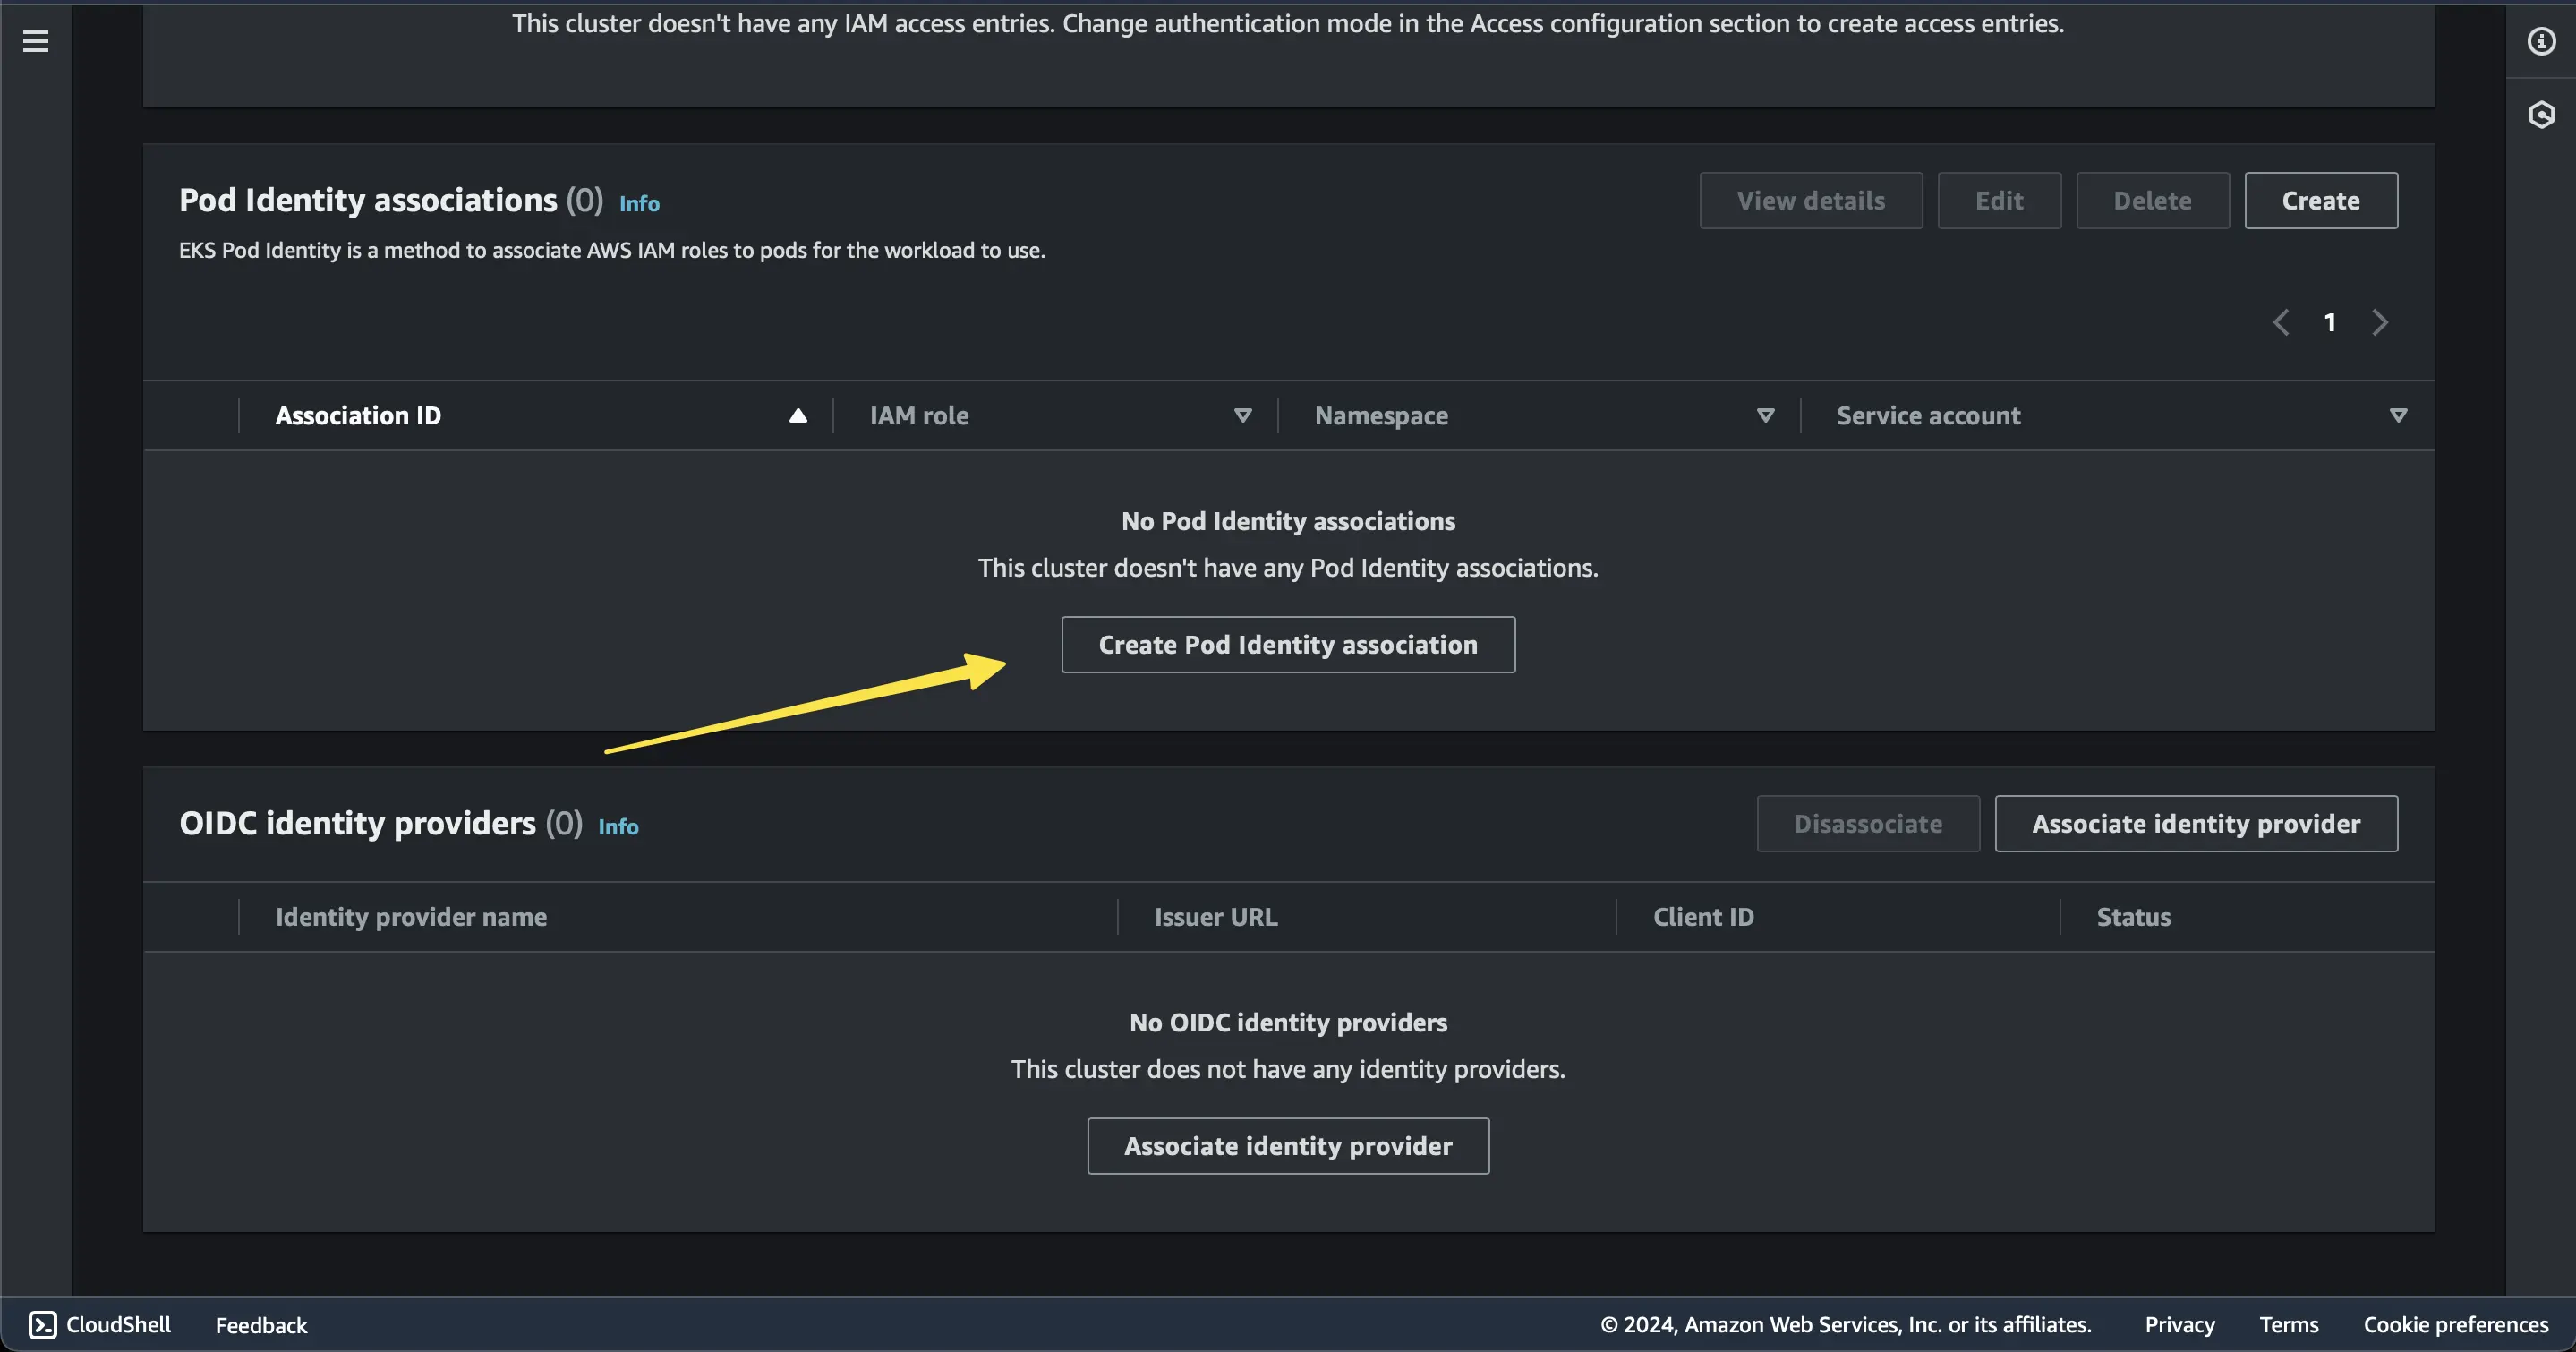 This cluster doesn't have any IAM access entries. Change authentication mode in the Access configuration section to create access entries.
Pod Identity associations (0) Info
View details Edit Delete Create
EKS Pod Identity is a method to associate AWS IAM roles to pods for the workload to use.
1
Association ID IAM role Namespace Service account
No Pod Identity associations
This cluster doesn't have any Pod Identity associations.
Create Pod Identity association
OIDC identity providers (0) Info
Disassociate Associate identity provider
Identity provider name Issuer URL Client ID Status
No OIDC identity providers
This cluster does not have any identity providers.
Associate identity provider
CloudShell Feedback © 2024, Amazon Web Services, Inc. or its affiliates. Privacy Terms Cookie preferences